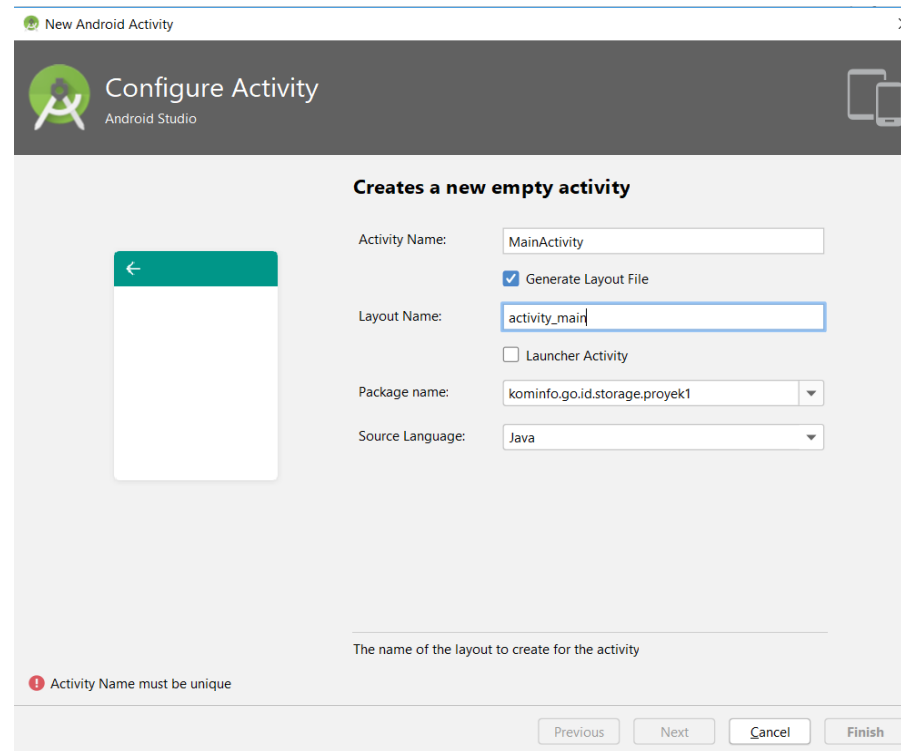 New Android Activity
Configure Activity
Android Studio
Creates a new empty activity
Activity Name: MainActivity
Generate Layout File
Layout Name: activity_main
Launcher Activity
Package name: kominfo.go.id.storage.proyek1
Source Language: Java
The name of the layout to create for the activity
Activity Name must be unique
Previous Next Cancel Finish